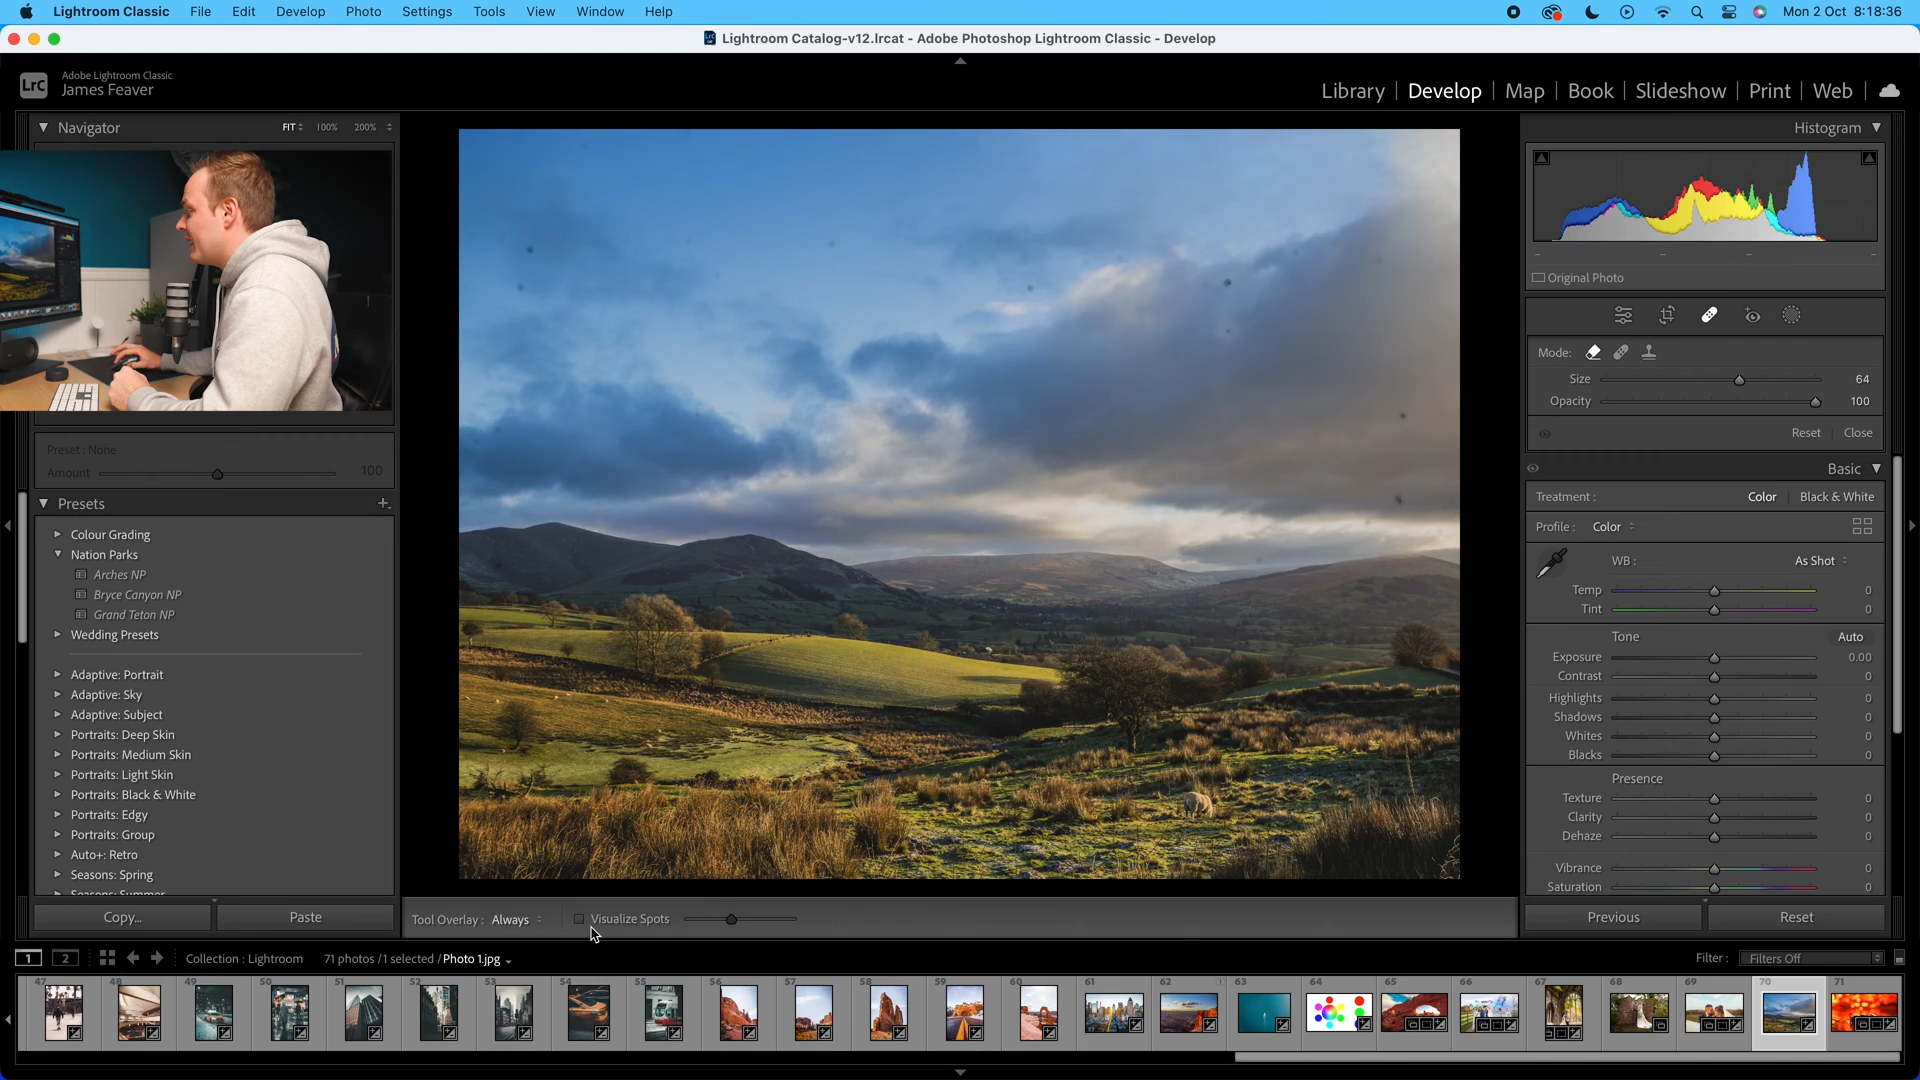 Lightroom Classic File Edit Develop Photo Settings Tools View Window Help Mon 2 Oct 8:18:36
Lightroom Catalog-v12.lrcat - Adobe Photoshop Lightroom Classic - Develop
LrC Adobe Lightroom Classic
James Feaver
Library | Develop | Map | Book | Slideshow | Print | Web
Navigator FIT 100% 200%
Histogram
Original Photo
Mode:
Size 64
Opacity 100
Reset Close
Preset : None
Amount 100
Presets
Colour Grading
Nation Parks
Arches NP
Bryce Canyon NP
Grand Teton NP
Wedding Presets
Adaptive: Portrait
Adaptive: Sky
Adaptive: Subject
Portraits: Deep Skin
Portraits: Medium Skin
Portraits: Light Skin
Portraits: Black & White
Portraits: Edgy
Portraits: Group
Auto+: Retro
Seasons: Spring
Seasons: Summer
Copy... Paste
Basic
Treatment : Color Black & White
Profile : Color
WB : As Shot
Temp 0
Tint 0
Tone Auto
Exposure 0.00
Contrast 0
Highlights 0
Shadows 0
Whites 0
Blacks 0
Presence
Texture 0
Clarity 0
Dehaze 0
Vibrance 0
Saturation 0
Previous Reset
Tool Overlay : Always Visualize Spots
1 2 Collection : Lightroom 71 photos / 1 selected / Photo 1.jpg Filter : Filters Off
47 48 49 50 51 52 53 54 55 56 57 58 59 60 61 62 63 64 65 66 67 68 69 70 71